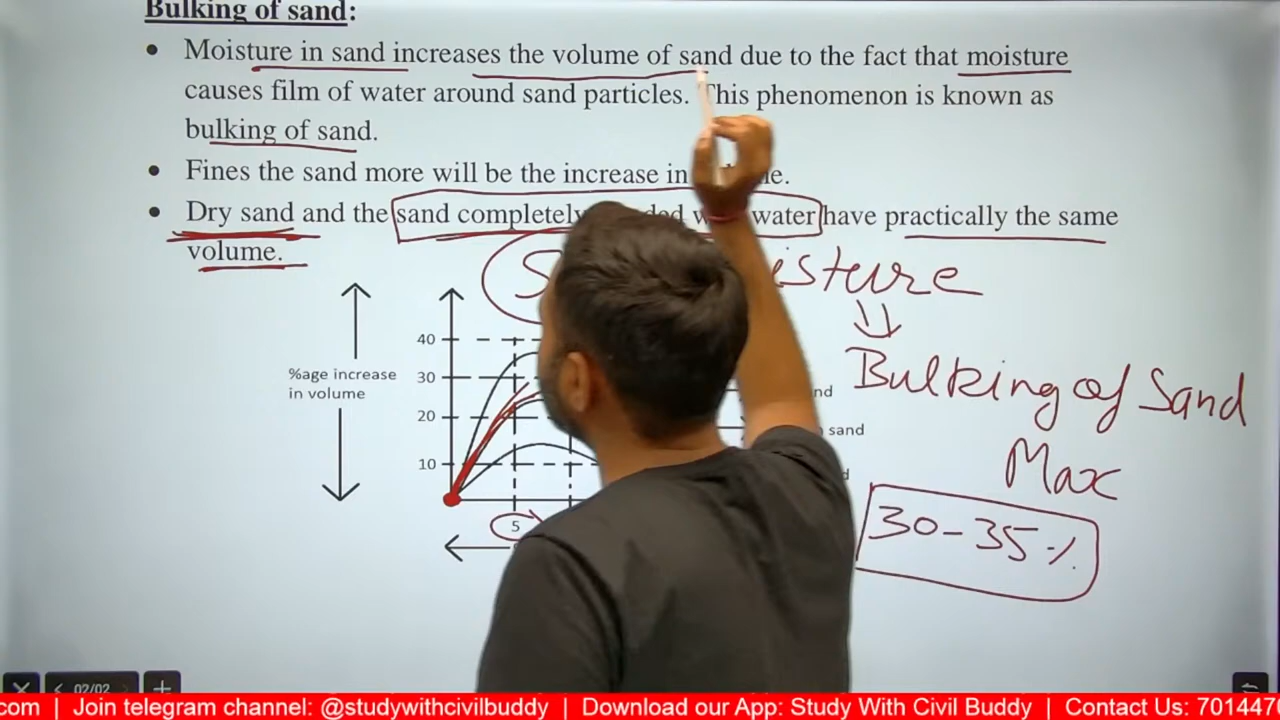 Bulking of sand:
• Moisture in sand increases the volume of sand due to the fact that moisture
causes film of water around sand particles. This phenomenon is known as
bulking of sand.
• Fines the sand more will be the increase in
• Dry sand and the sand completely water have practically the same
volume.
Bulking of Sand
Max
30-35%
%age increase
in volume
40
30
20
10
sand
5
02/02
.com | Join telegram channel: @studywithcivilbuddy | Download our App: Study With Civil Buddy | Contact Us: 701447